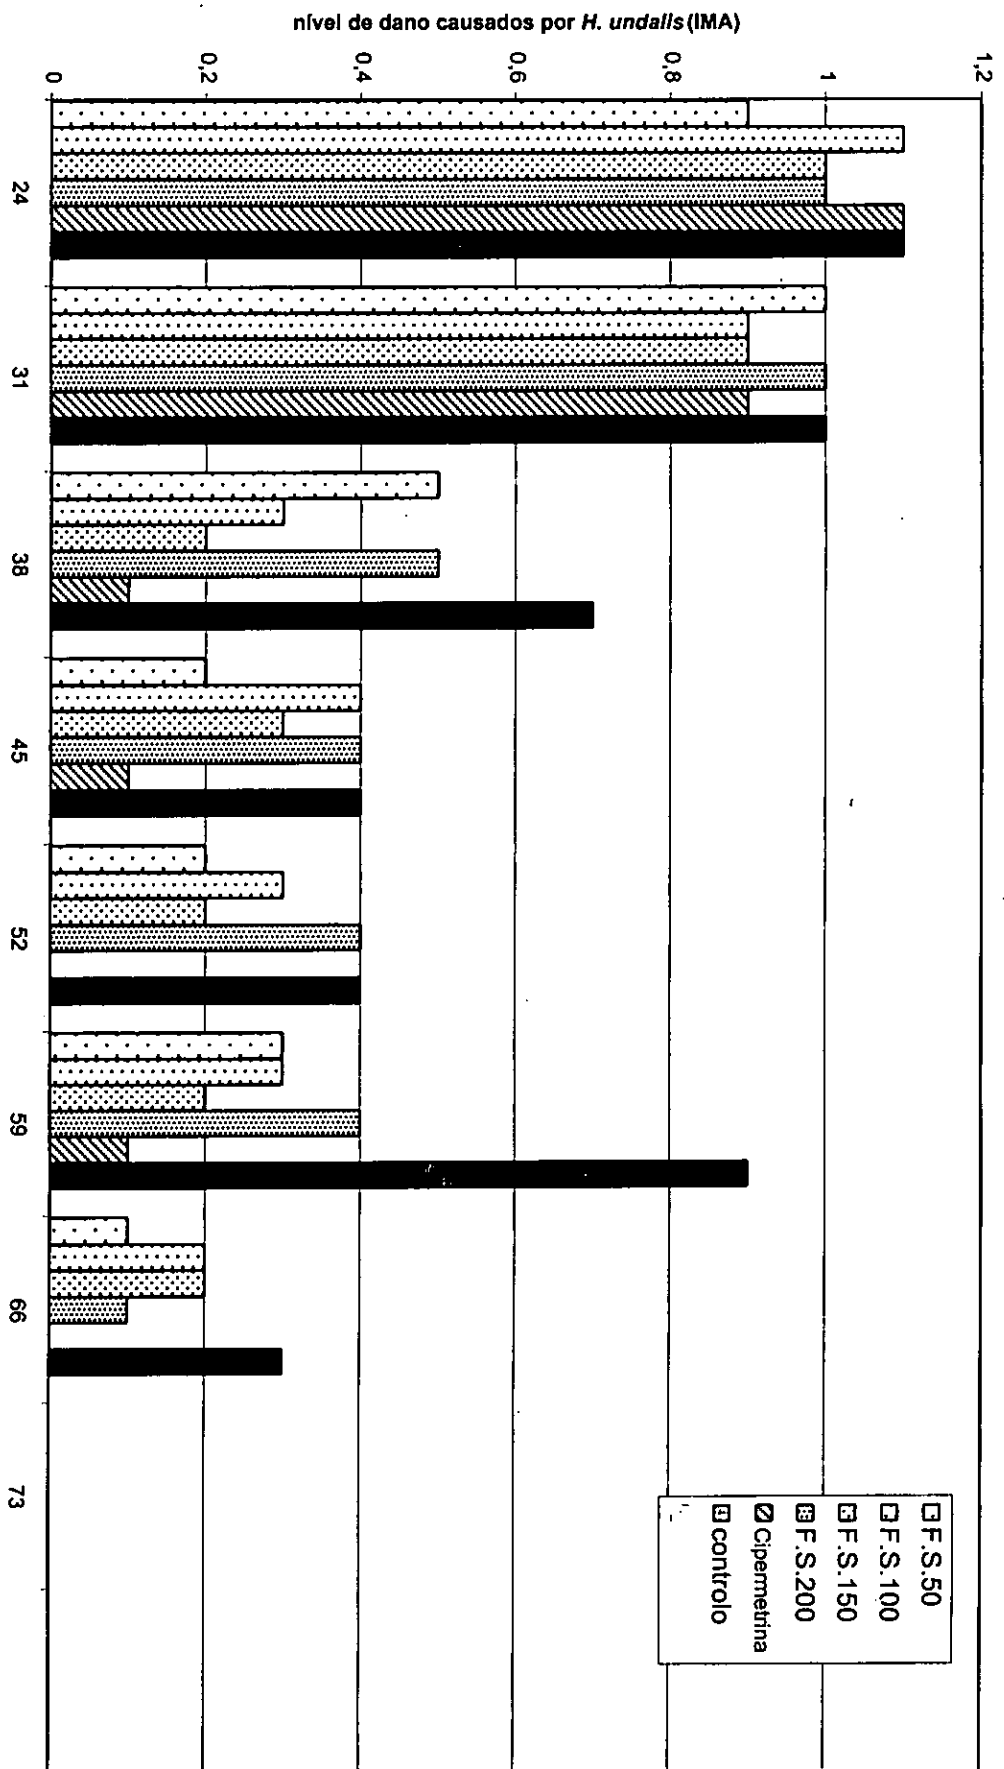 nível de dano causados por H. undalis (IMA)
1,2
1
0,8
0,6
0,4
0,2
0
24
31
38
45
52
59
66
73
F.S.50
F.S.100
F.S.150
F.S.200
Cipermetrina
controlo